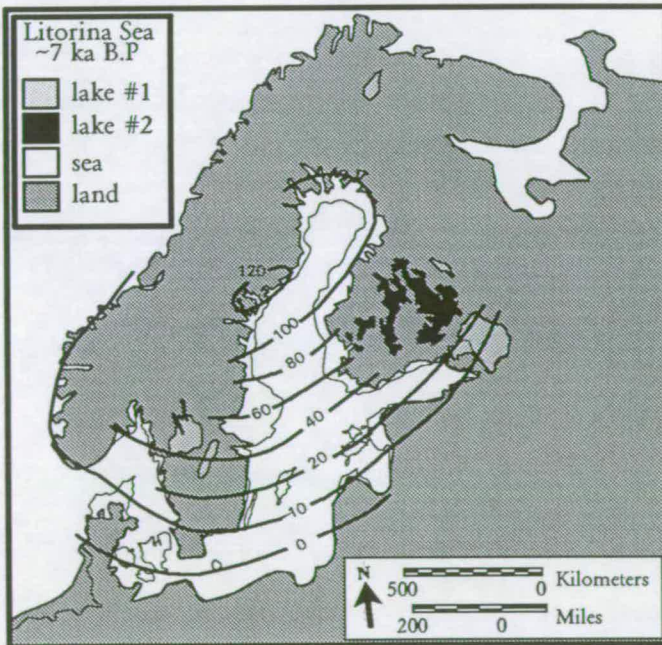 Litorina Sea
~7 ka B.P
lake #1
lake #2
sea
land
120
100
80
60
40
20
10
0
N
500 0 Kilometers
200 0 Miles